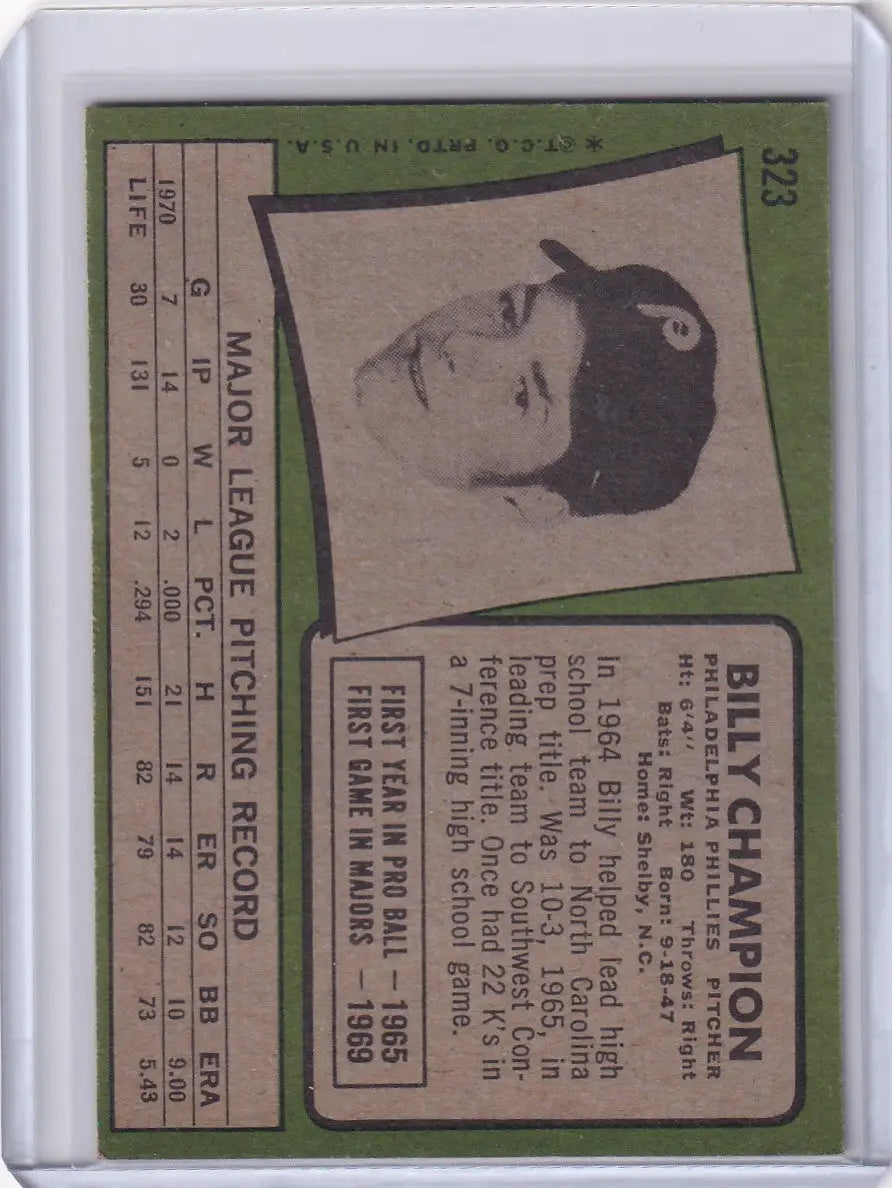 323
* © T.C.G. PRTD. IN U.S.A.
P
BILLY CHAMPION
PHILADELPHIA PHILLIES PITCHER
Ht: 6'4'' Wt: 180 Throws: Right
Bats: Right Born: 9-18-47
Home: Shelby, N.C.
In 1964 Billy helped lead high
school team to North Carolina
prep title. Was 10-3, 1965, in
leading team to Southwest Con-
ference title. Once had 22 K's in
a 7-inning high school game.
FIRST YEAR IN PRO BALL — 1965
FIRST GAME IN MAJORS — 1969
MAJOR LEAGUE PITCHING RECORD
G IP W L PCT. H R ER SO BB ERA
1970 7 14 0 2 .000 21 14 14 12 10 9.00
LIFE 30 131 5 12 .294 151 82 79 82 73 5.43